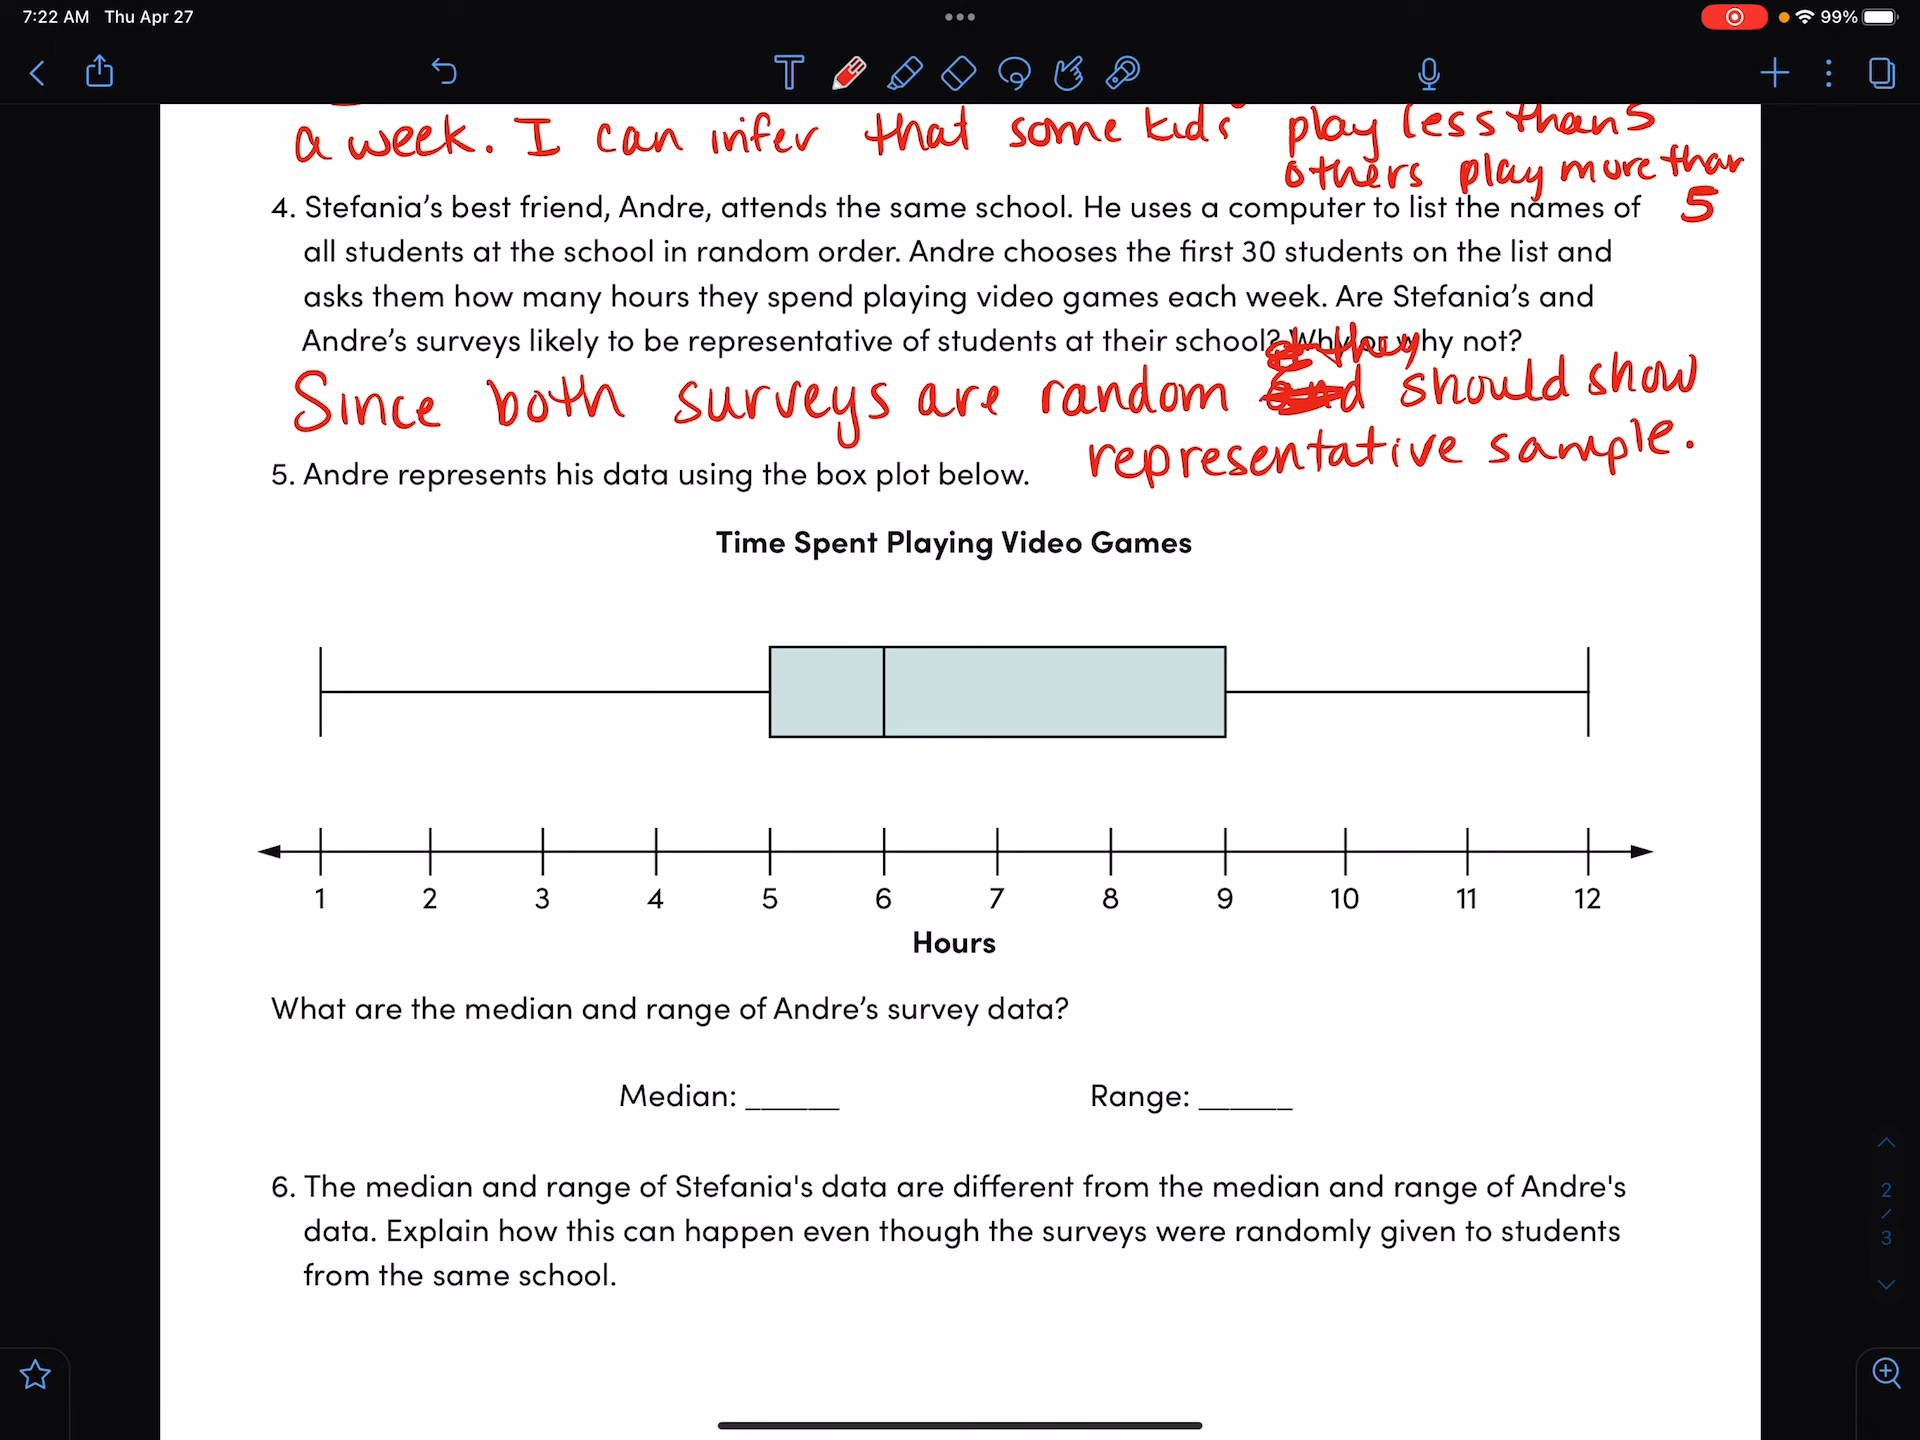 7:22 AM Thu Apr 27
99%
a week. I can infer that some kids play less than 5
others play more than
5
4. Stefania's best friend, Andre, attends the same school. He uses a computer to list the names of
all students at the school in random order. Andre chooses the first 30 students on the list and
asks them how many hours they spend playing video games each week. Are Stefania's and
Andre's surveys likely to be representative of students at their school? Why or why not?
they
Since both surveys are random should show
representative sample.
5. Andre represents his data using the box plot below.
Time Spent Playing Video Games
1 2 3 4 5 6 7 8 9 10 11 12
Hours
What are the median and range of Andre's survey data?
Median: ______ Range: ______
6. The median and range of Stefania's data are different from the median and range of Andre's
data. Explain how this can happen even though the surveys were randomly given to students
from the same school.
2
/
3